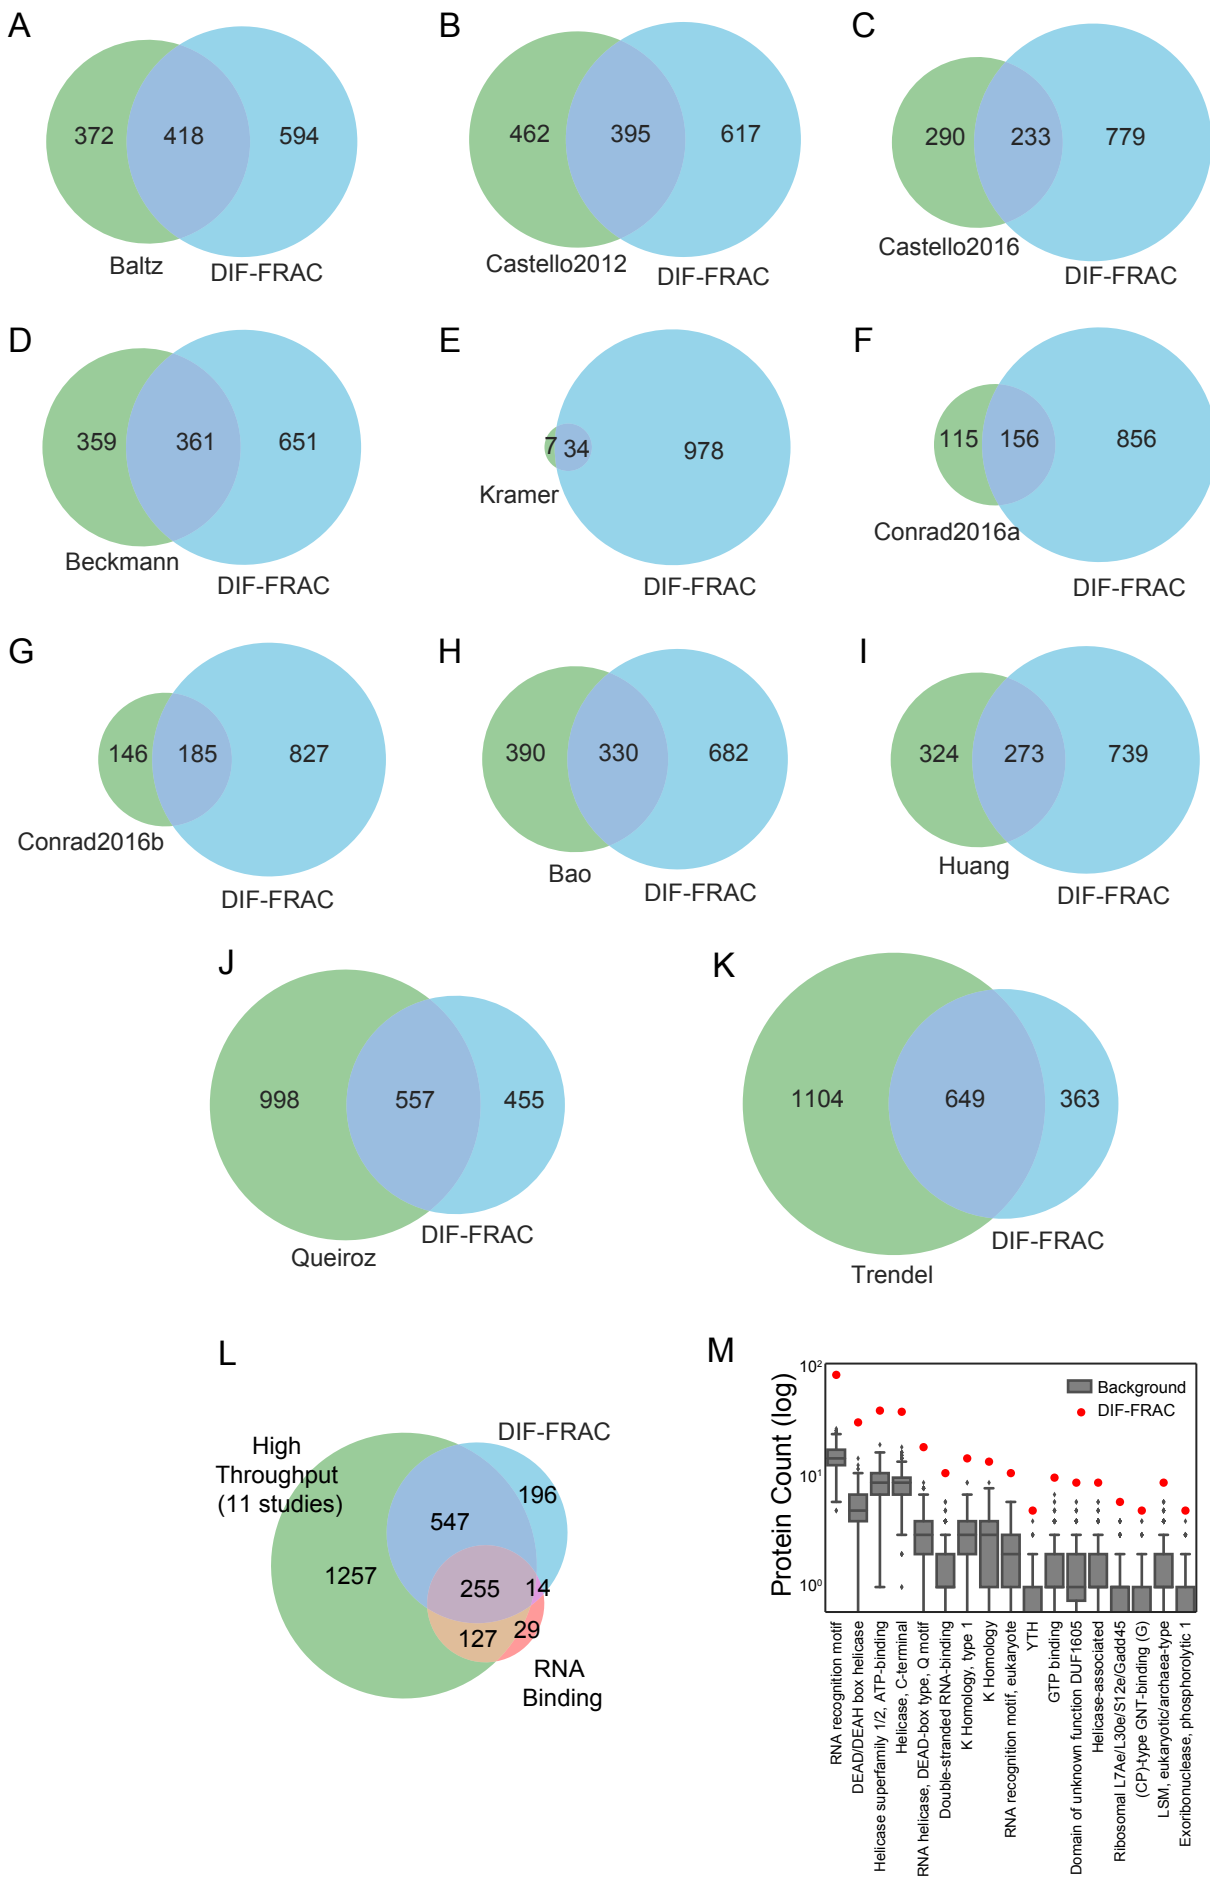 A
372
418
594
Baltz
DIF-FRAC
B
462
395
617
Castello2012
DIF-FRAC
C
290
233
779
Castello2016
DIF-FRAC
D
359
361
651
Beckmann
DIF-FRAC
E
7
34
978
Kramer
DIF-FRAC
F
115
156
856
Conrad2016a
DIF-FRAC
G
146
185
827
Conrad2016b
DIF-FRAC
H
390
330
682
Bao
DIF-FRAC
I
324
273
739
Huang
DIF-FRAC
J
998
557
455
Queiroz
DIF-FRAC
K
1104
649
363
Trendel
DIF-FRAC
L
High
Throughput
(11 studies)
DIF-FRAC
196
547
1257
255
14
127
29
RNA
Binding
M
Protein Count (log)
10²
10¹
10⁰
Background
DIF-FRAC
RNA recognition motif
DEAD/DEAH box helicase
Helicase superfamily 1/2, ATP-binding
Helicase, C-terminal
RNA helicase, DEAD-box type, Q motif
Double-stranded RNA-binding
K Homology, type 1
K Homology
RNA recognition motif, eukaryote
YTH
GTP binding
Domain of unknown function DUF1605
Helicase-associated
Ribosomal L7Ae/L30e/S12e/Gadd45
(CP)-type GNT-binding (G)
LSM, eukaryotic/archaea-type
Exoribonuclease, phosphorolytic 1